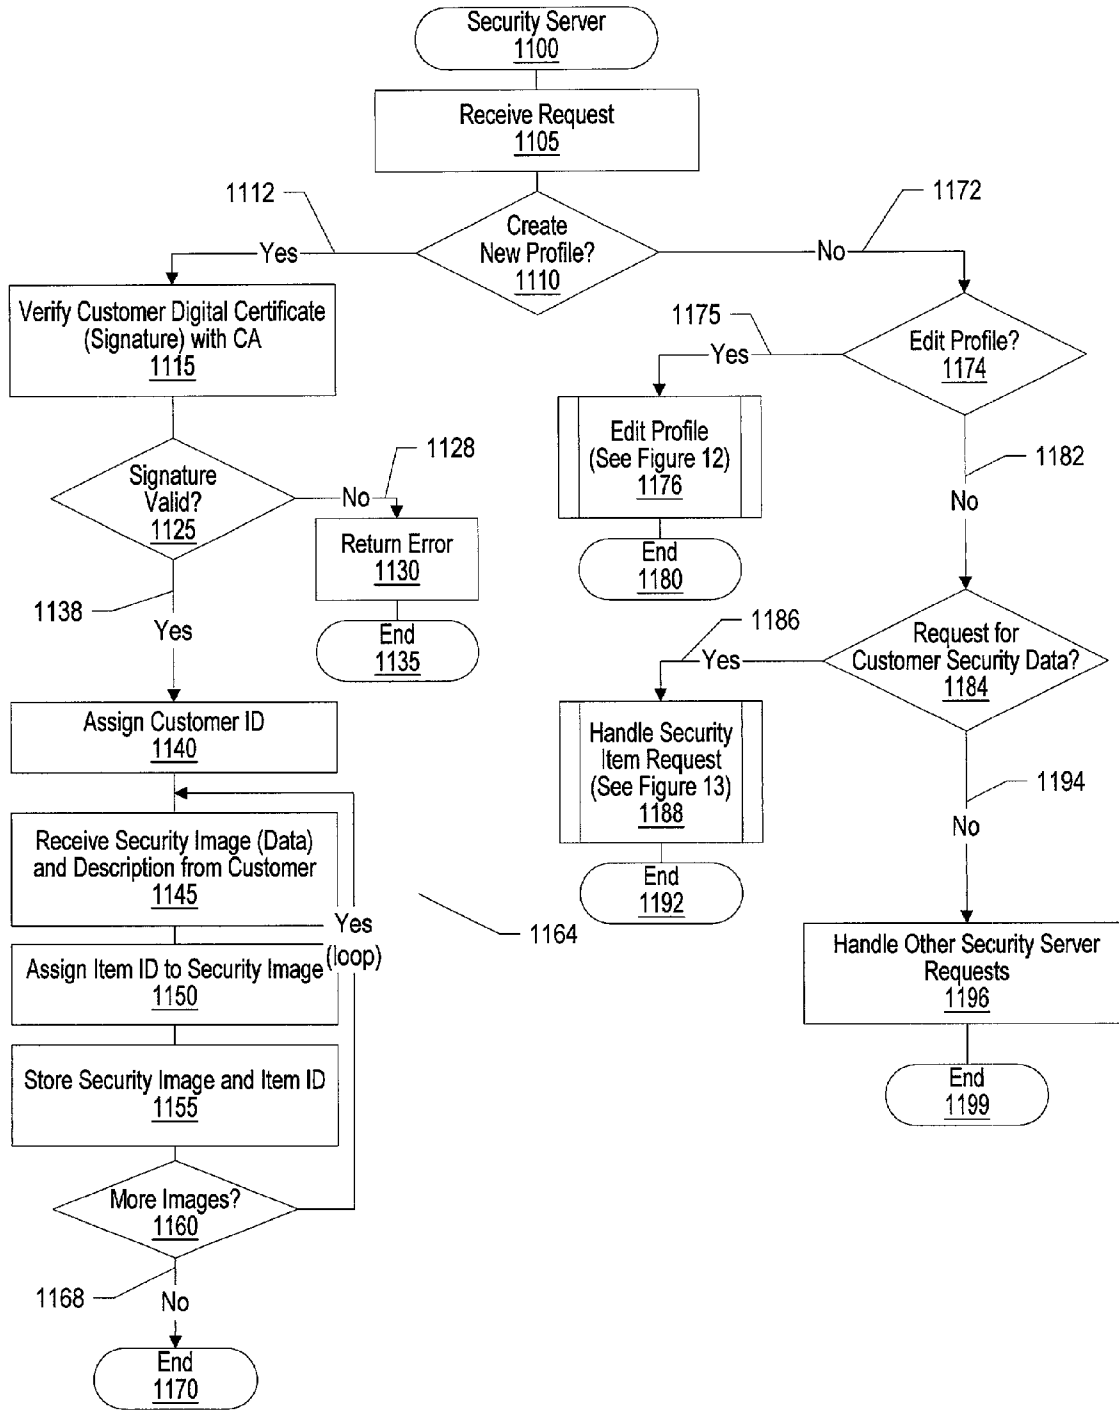 Security Server
1100
Receive Request
1105
1112
1172
Create
New Profile?
1110
Yes
No
Verify Customer Digital Certificate
(Signature) with CA
1115
1175
Edit Profile?
1174
Yes
Edit Profile
(See Figure 12)
1176
1182
No
Signature
Valid?
1125
1128
No
Return Error
1130
End
1135
End
1180
1138
Yes
1186
Request for
Customer Security Data?
1184
Yes
Assign Customer ID
1140
Handle Security
Item Request
(See Figure 13)
1188
1194
No
Receive Security Image (Data)
and Description from Customer
1145
End
1192
Yes
(loop)
1164
Assign Item ID to Security Image
1150
Handle Other Security Server
Requests
1196
Store Security Image and Item ID
1155
End
1199
More Images?
1160
1168
No
End
1170